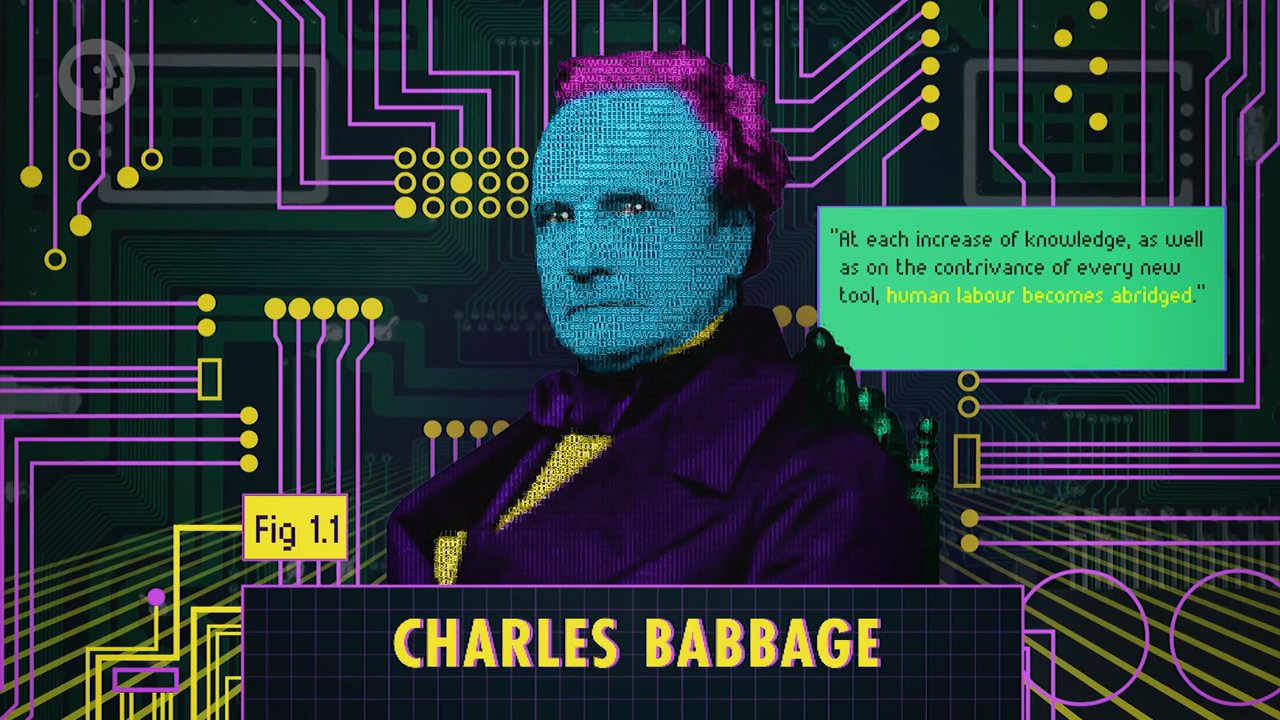 "At each increase of knowledge, as well
as on the contrivance of every new
tool, human labour becomes abridged."
Fig 1.1
CHARLES BABBAGE